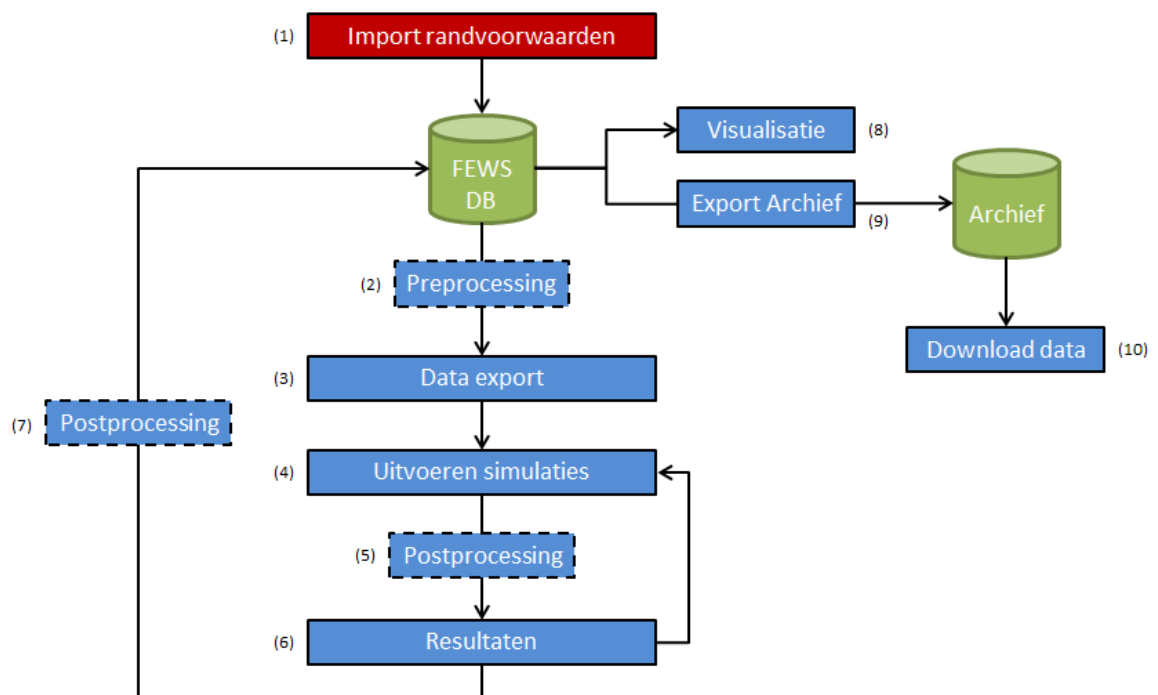 (1) Import randvoorwaarden
FEWS
DB
Visualisatie (8)
Export Archief (9)
Archief
(2) Preprocessing
Download data (10)
(3) Data export
(7) Postprocessing
(4) Uitvoeren simulaties
(5) Postprocessing
(6) Resultaten